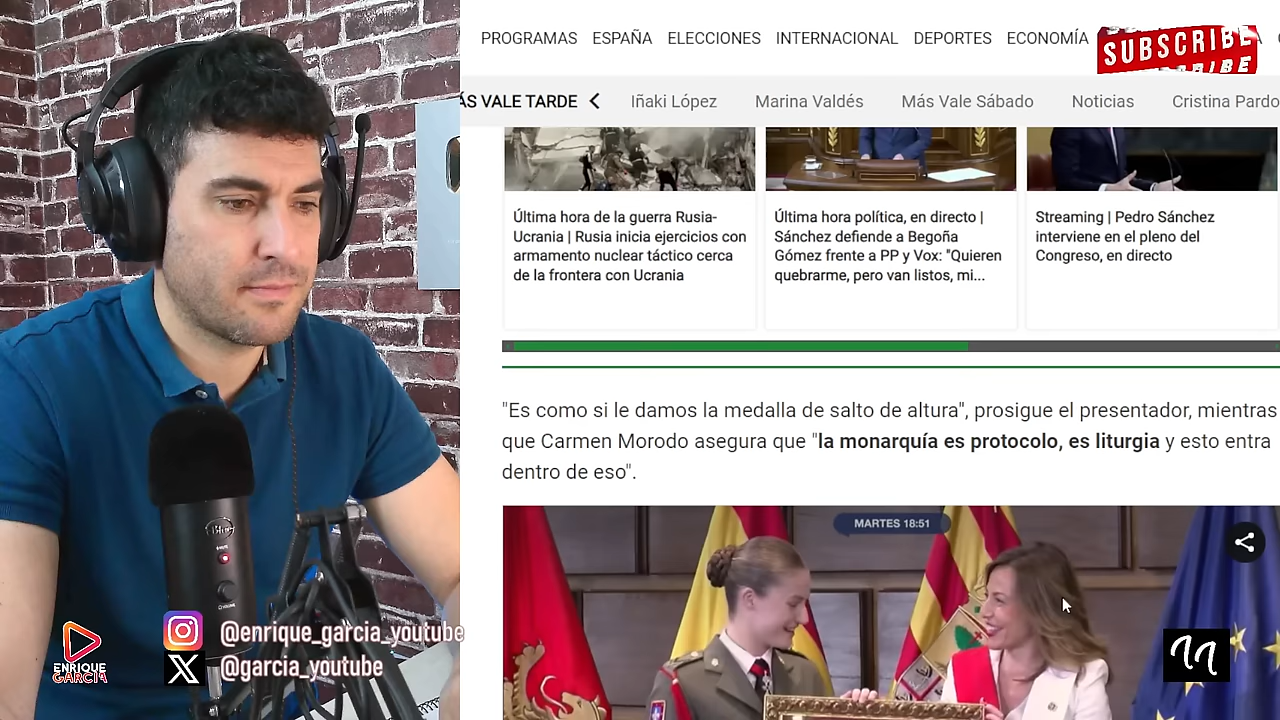 PROGRAMAS ESPAÑA ELECCIONES INTERNACIONAL DEPORTES ECONOMÍA
SUBSCRIBE
ÁS VALE TARDE Iñaki López Marina Valdés Más Vale Sábado Noticias Cristina Pardo
Última hora de la guerra Rusia-
Ucrania | Rusia inicia ejercicios con
armamento nuclear táctico cerca
de la frontera con Ucrania
Última hora política, en directo |
Sánchez defiende a Begoña
Gómez frente a PP y Vox: "Quieren
quebrarme, pero van listos, mi...
Streaming | Pedro Sánchez
interviene en el pleno del
Congreso, en directo
"Es como si le damos la medalla de salto de altura", prosigue el presentador, mientras
que Carmen Morodo asegura que "la monarquía es protocolo, es liturgia y esto entra
dentro de eso".
MARTES 18:51
Blue
ENRIQUE
GARCIA
@enrique_garcia_youtube
@garcia_youtube